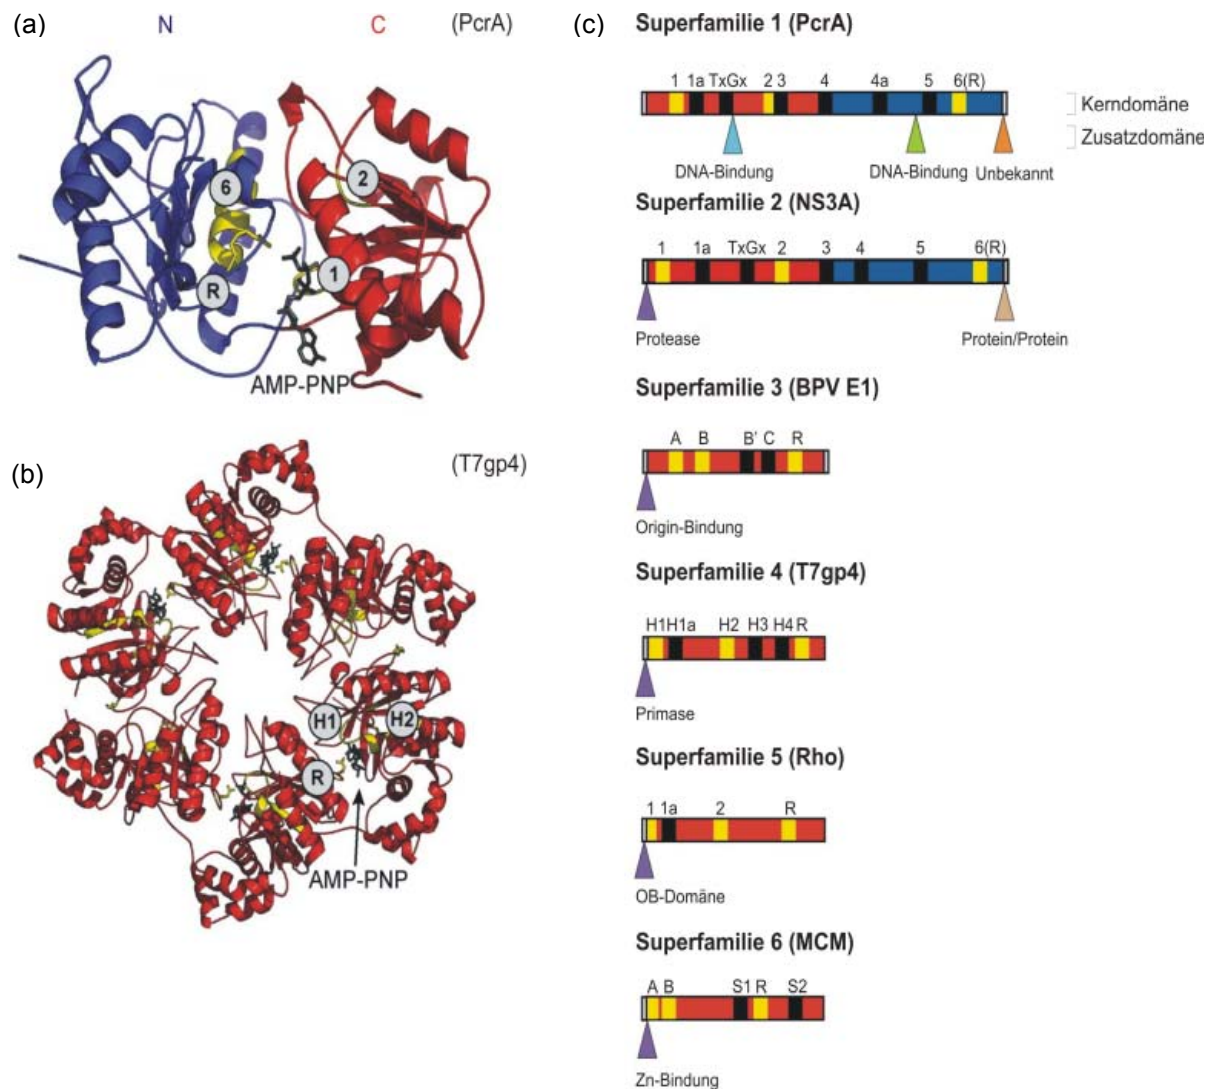 (a)
N
C
(PcrA)
6
2
1
R
AMP-PNP
(b)
(T7gp4)
H1
H2
R
AMP-PNP
(c)
Superfamilie 1 (PcrA)
1 1a TxGx 2 3 4 4a 5 6(R)
Kerndomäne
Zusatzdomäne
DNA-Bindung DNA-Bindung Unbekannt
Superfamilie 2 (NS3A)
1 1a TxGx 2 3 4 5 6(R)
Protease Protein/Protein
Superfamilie 3 (BPV E1)
A B B' C R
Origin-Bindung
Superfamilie 4 (T7gp4)
H1H1a H2 H3 H4 R
Primase
Superfamilie 5 (Rho)
1 1a 2 R
OB-Domäne
Superfamilie 6 (MCM)
A B S1 R S2
Zn-Bindung